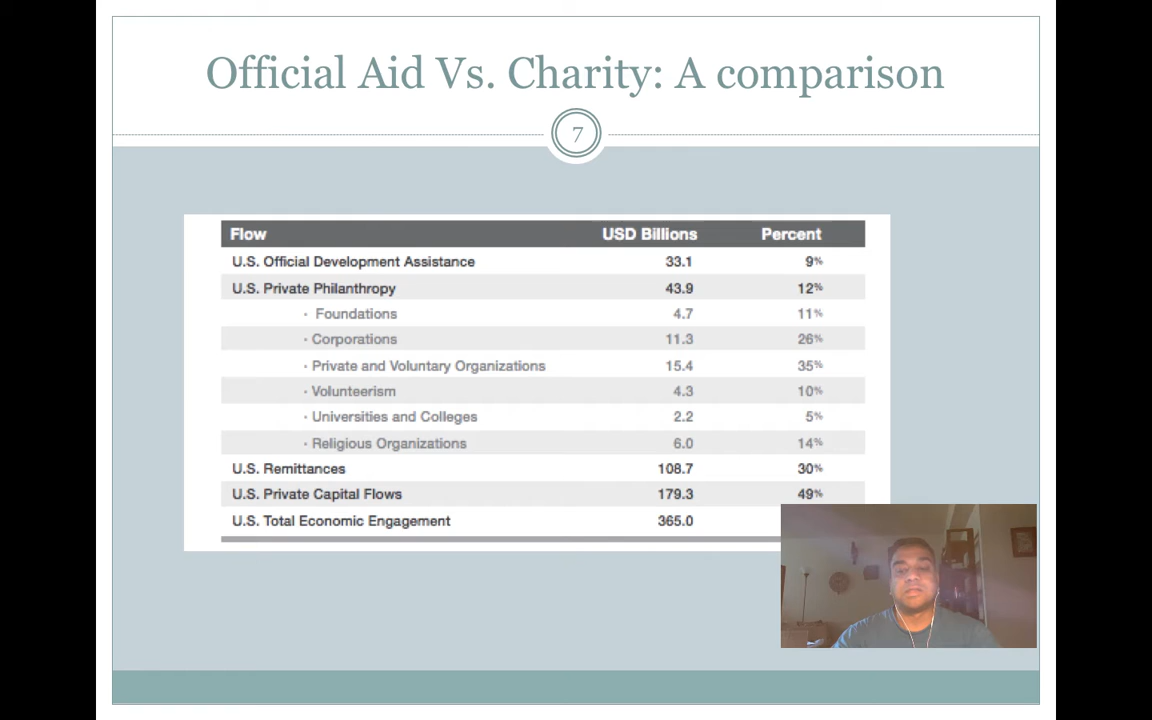 Official Aid Vs. Charity: A comparison
7
Flow USD Billions Percent
U.S. Official Development Assistance 33.1 9%
U.S. Private Philanthropy 43.9 12%
· Foundations 4.7 11%
· Corporations 11.3 26%
· Private and Voluntary Organizations 15.4 35%
· Volunteerism 4.3 10%
· Universities and Colleges 2.2 5%
· Religious Organizations 6.0 14%
U.S. Remittances 108.7 30%
U.S. Private Capital Flows 179.3 49%
U.S. Total Economic Engagement 365.0